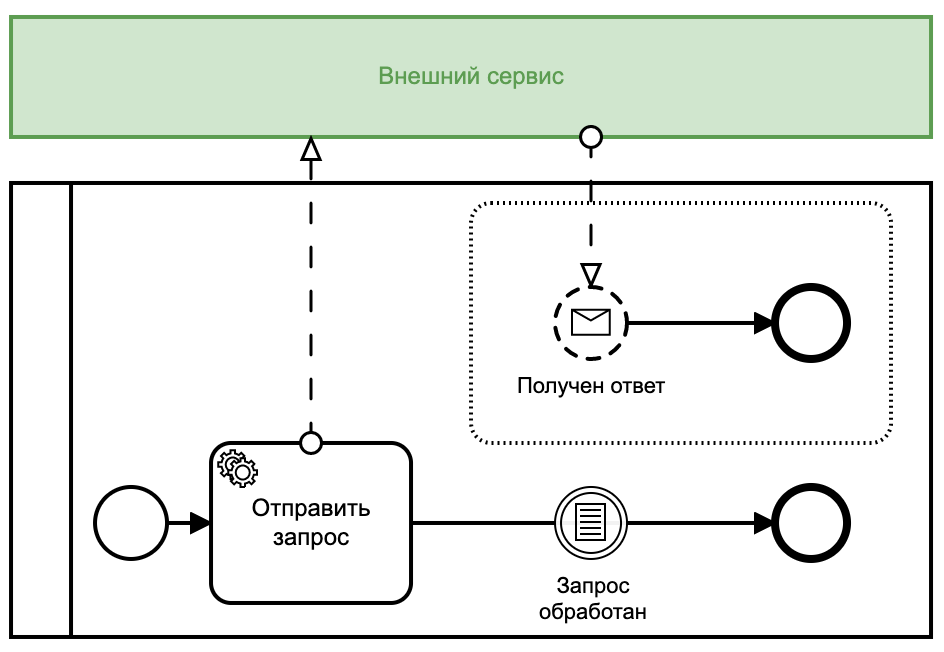 Внешний сервис
Получен ответ
Отправить
запрос
Запрос
обработан